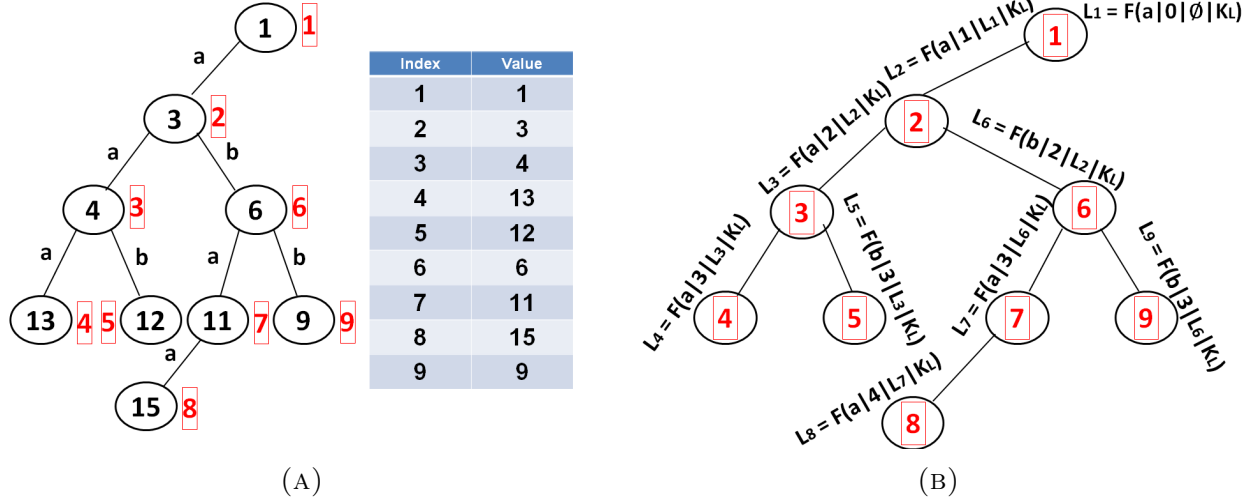 1 1
a
3 2
a b
4 3 6 6
a b a b
13 4 5 12 11 7 9 9
a
15 8
Index Value
1 1
2 3
3 4
4 13
5 12
6 6
7 11
8 15
9 9
(A)
L1 = F(a|0|Ø|KL)
1
L2 = F(a|1|L1|KL)
2
L3 = F(a|2|L2|KL)
L6 = F(b|2|L2|KL)
3
6
L4 = F(a|3|L3|KL)
L5 = F(b|3|L3|KL)
L7 = F(a|3|L6|KL)
L9 = F(b|3|L6|KL)
4
5
7
9
L8 = F(a|4|L7|KL)
8
(B)